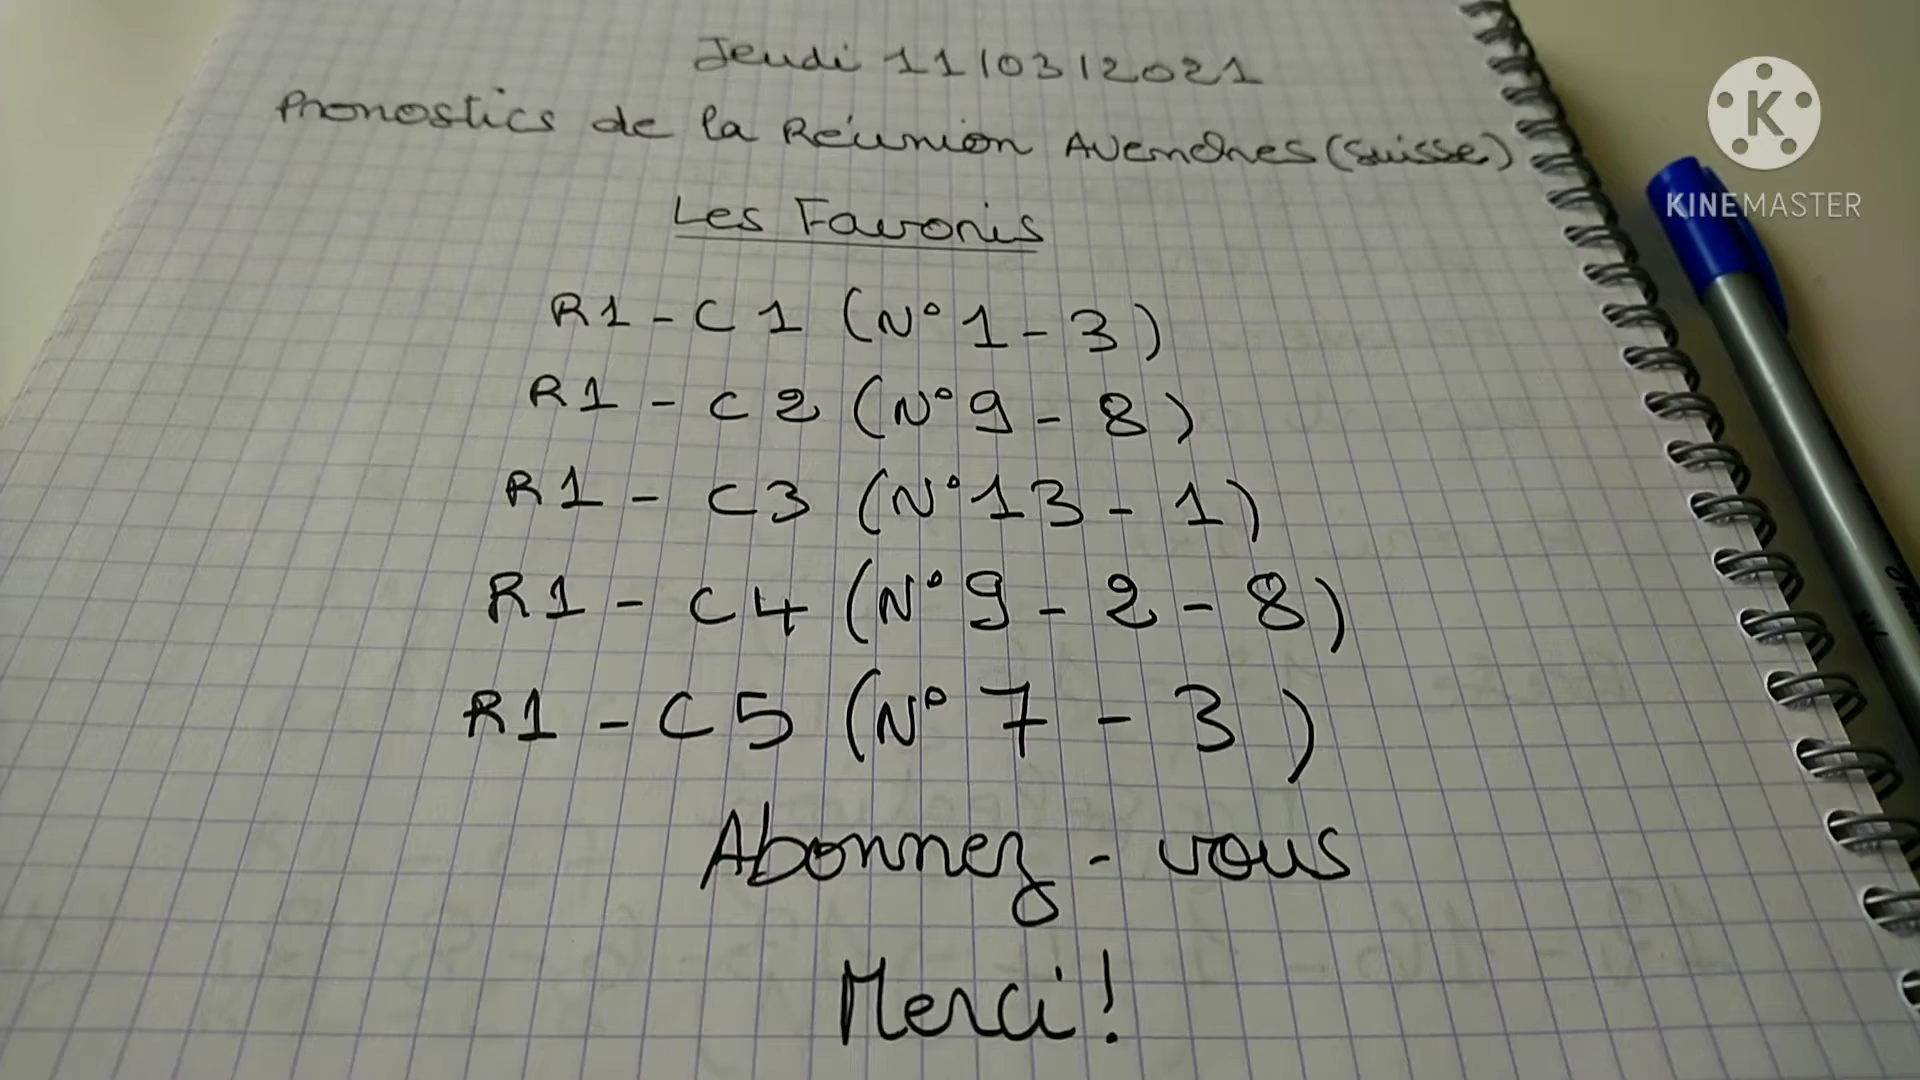 Jeudi 11/03/2021
Pronostics de la Réunion Avenchres (Suisse)
Les Favoris
R1 - C1 (N° 1 - 3)
R1 - C2 (N° 9 - 8)
R1 - C3 (N° 13 - 1)
R1 - C4 (N° 9 - 2 - 8)
R1 - C5 (N° 7 - 3)
Abonnez - vous
Merci !
K
KINEMASTER